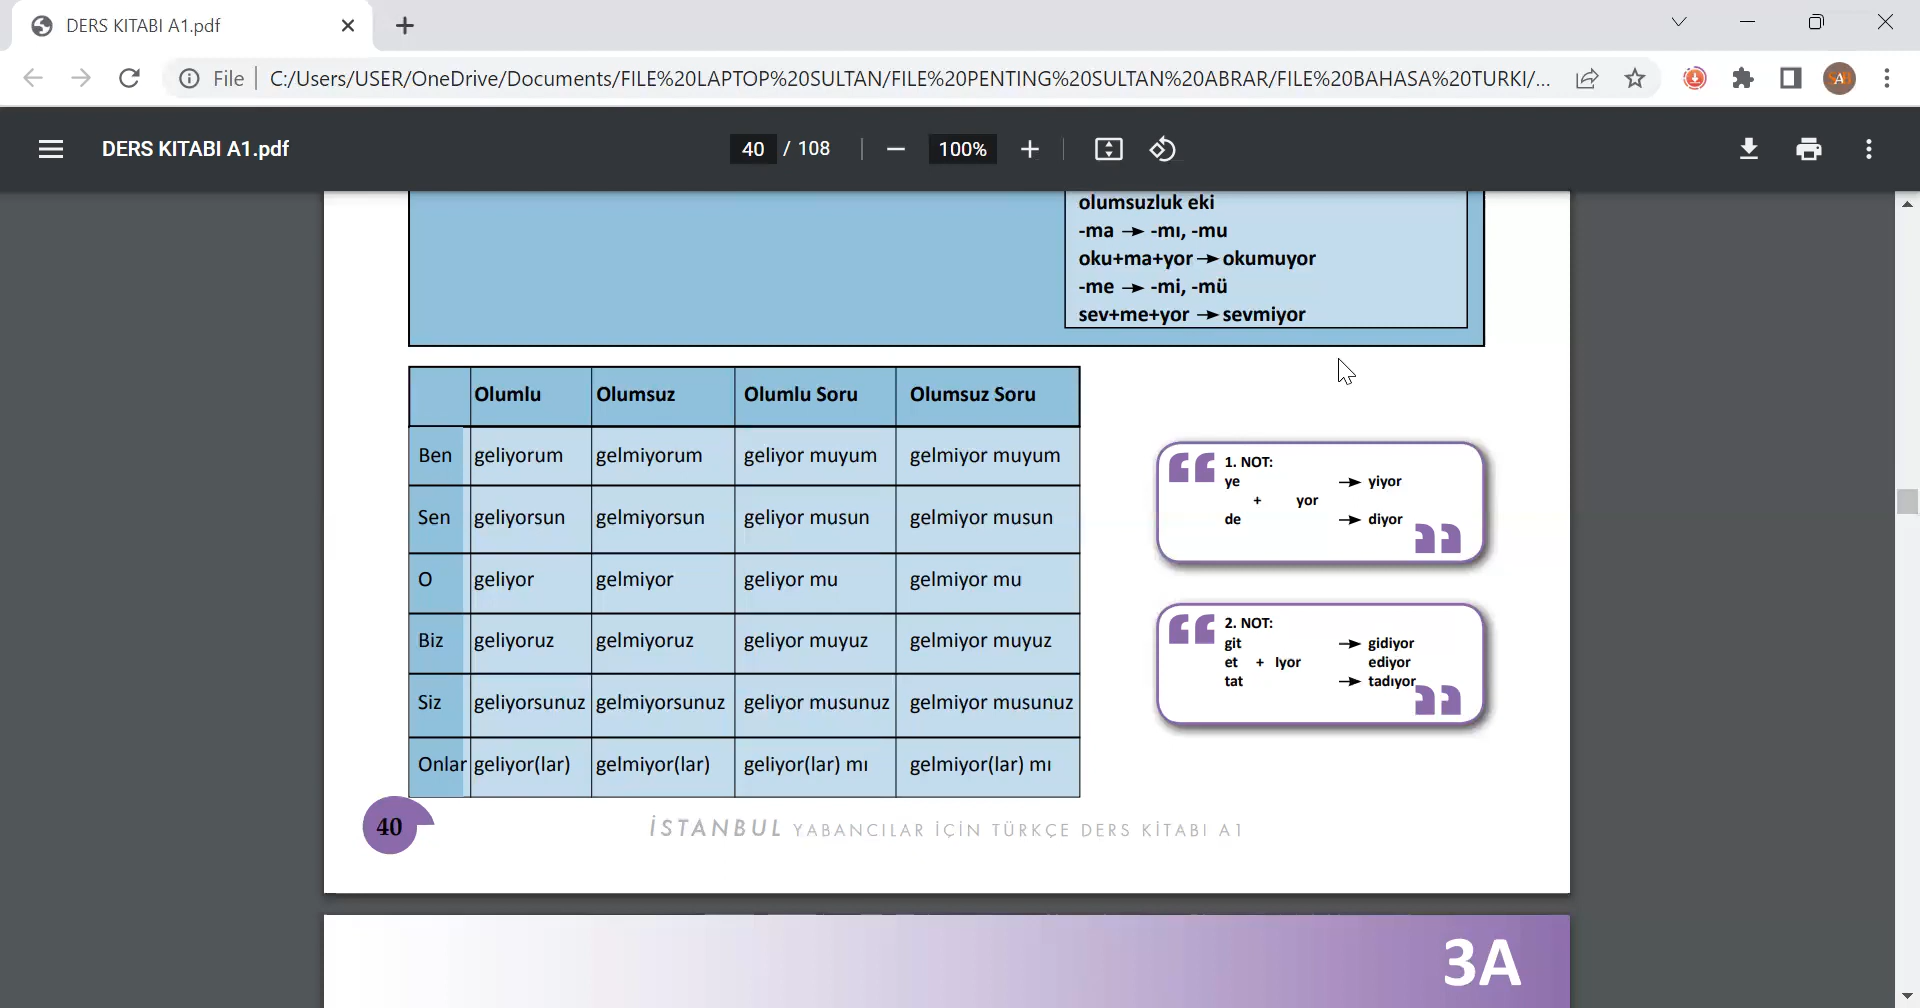 DERS KITABI A1.pdf
File
C:/Users/USER/OneDrive/Documents/FILE%20LAPTOP%20SULTAN/FILE%20PENTING%20SULTAN%20ABRAR/FILE%20BAHASA%20TURKI/...
DERS KITABI A1.pdf
40 / 108
100%
olumsuzluk eki
-ma → -mı, -mu
oku+ma+yor → okumuyor
-me → -mi, -mü
sev+me+yor → sevmiyor
Olumlu Olumsuz Olumlu Soru Olumsuz Soru
Ben geliyorum gelmiyorum geliyor muyum gelmiyor muyum
Sen geliyorsun gelmiyorsun geliyor musun gelmiyor musun
O geliyor gelmiyor geliyor mu gelmiyor mu
Biz geliyoruz gelmiyoruz geliyor muyuz gelmiyor muyuz
Siz geliyorsunuz gelmiyorsunuz geliyor musunuz gelmiyor musunuz
Onlar geliyor(lar) gelmiyor(lar) geliyor(lar) mı gelmiyor(lar) mı
1. NOT:
ye → yiyor
+ yor
de → diyor
2. NOT:
git → gidiyor
et + Iyor ediyor
tat → tadıyor
40
İSTANBUL YABANCILAR İÇİN TÜRKÇE DERS KİTABI A1
3A